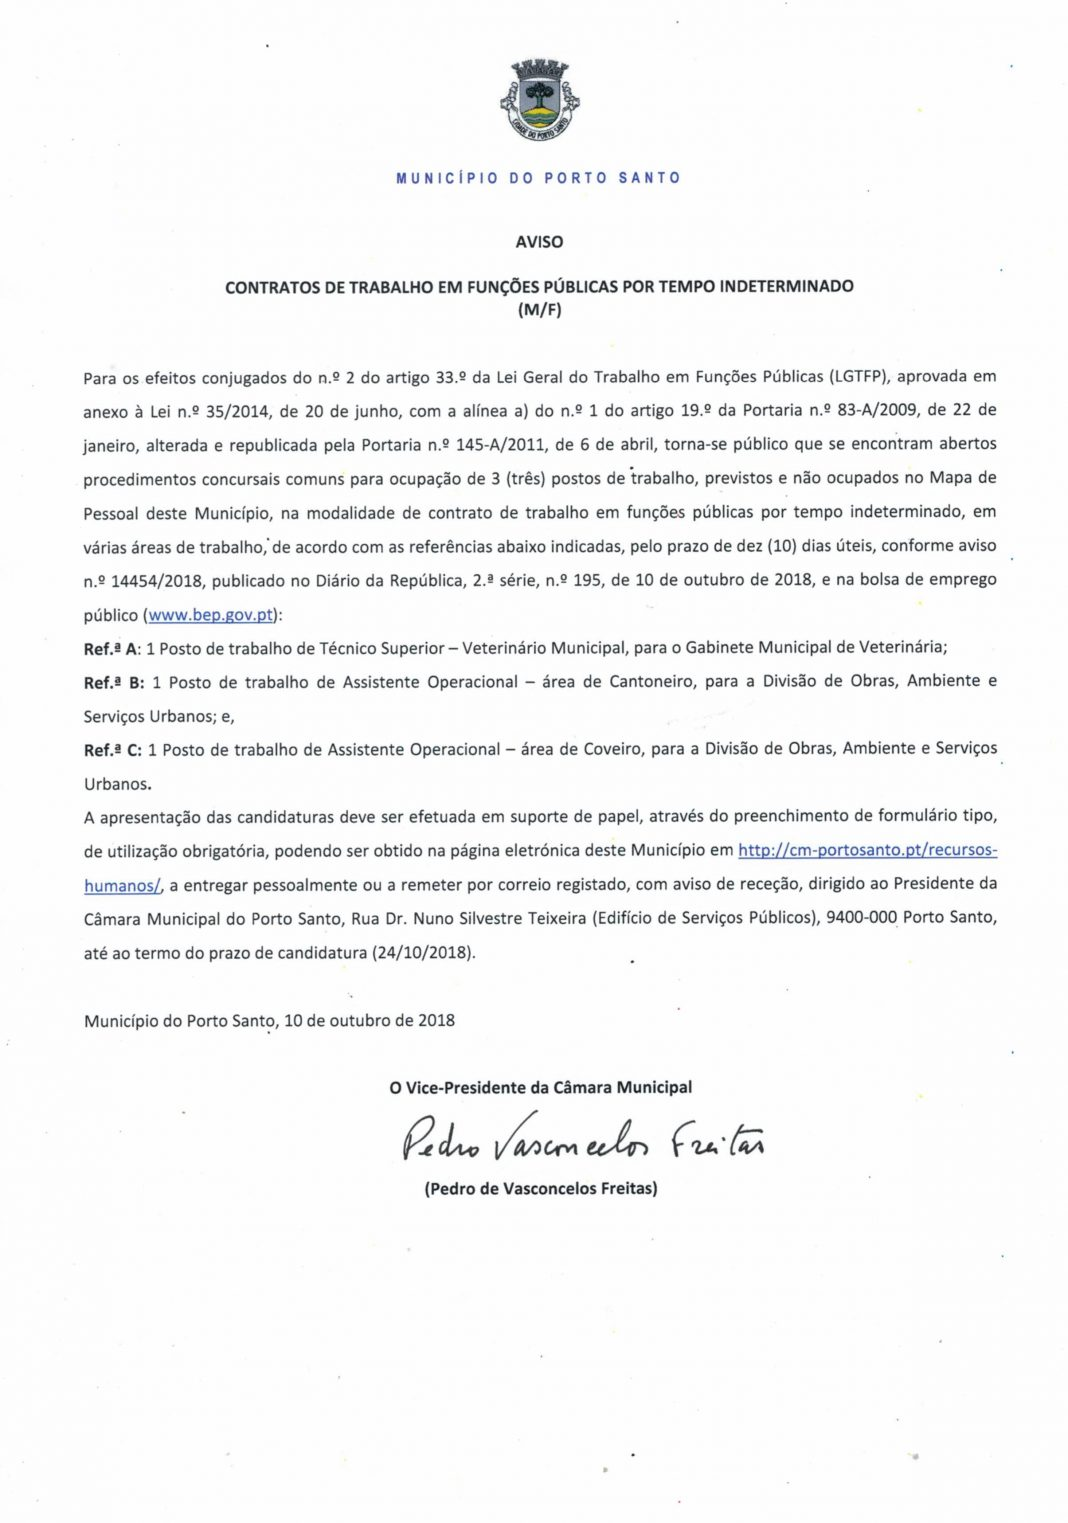 CIDADE DO PORTO SANTO
MUNICÍPIO DO PORTO SANTO
AVISO
CONTRATOS DE TRABALHO EM FUNÇÕES PÚBLICAS POR TEMPO INDETERMINADO
(M/F)
Para os efeitos conjugados do n.º 2 do artigo 33.º da Lei Geral do Trabalho em Funções Públicas (LGTFP), aprovada em
anexo à Lei n.º 35/2014, de 20 de junho, com a alínea a) do n.º 1 do artigo 19.º da Portaria n.º 83-A/2009, de 22 de
janeiro, alterada e republicada pela Portaria n.º 145-A/2011, de 6 de abril, torna-se público que se encontram abertos
procedimentos concursais comuns para ocupação de 3 (três) postos de trabalho, previstos e não ocupados no Mapa de
Pessoal deste Município, na modalidade de contrato de trabalho em funções públicas por tempo indeterminado, em
várias áreas de trabalho, de acordo com as referências abaixo indicadas, pelo prazo de dez (10) dias úteis, conforme aviso
n.º 14454/2018, publicado no Diário da República, 2.ª série, n.º 195, de 10 de outubro de 2018, e na bolsa de emprego
público (www.bep.gov.pt):
Ref.ª A: 1 Posto de trabalho de Técnico Superior – Veterinário Municipal, para o Gabinete Municipal de Veterinária;
Ref.ª B: 1 Posto de trabalho de Assistente Operacional – área de Cantoneiro, para a Divisão de Obras, Ambiente e
Serviços Urbanos; e,
Ref.ª C: 1 Posto de trabalho de Assistente Operacional – área de Coveiro, para a Divisão de Obras, Ambiente e Serviços
Urbanos.
A apresentação das candidaturas deve ser efetuada em suporte de papel, através do preenchimento de formulário tipo,
de utilização obrigatória, podendo ser obtido na página eletrónica deste Município em http://cm-portosanto.pt/recursos-
humanos/, a entregar pessoalmente ou a remeter por correio registado, com aviso de receção, dirigido ao Presidente da
Câmara Municipal do Porto Santo, Rua Dr. Nuno Silvestre Teixeira (Edifício de Serviços Públicos), 9400-000 Porto Santo,
até ao termo do prazo de candidatura (24/10/2018).
Município do Porto Santo, 10 de outubro de 2018
O Vice-Presidente da Câmara Municipal
Pedro Vasconcelos Freitas
(Pedro de Vasconcelos Freitas)